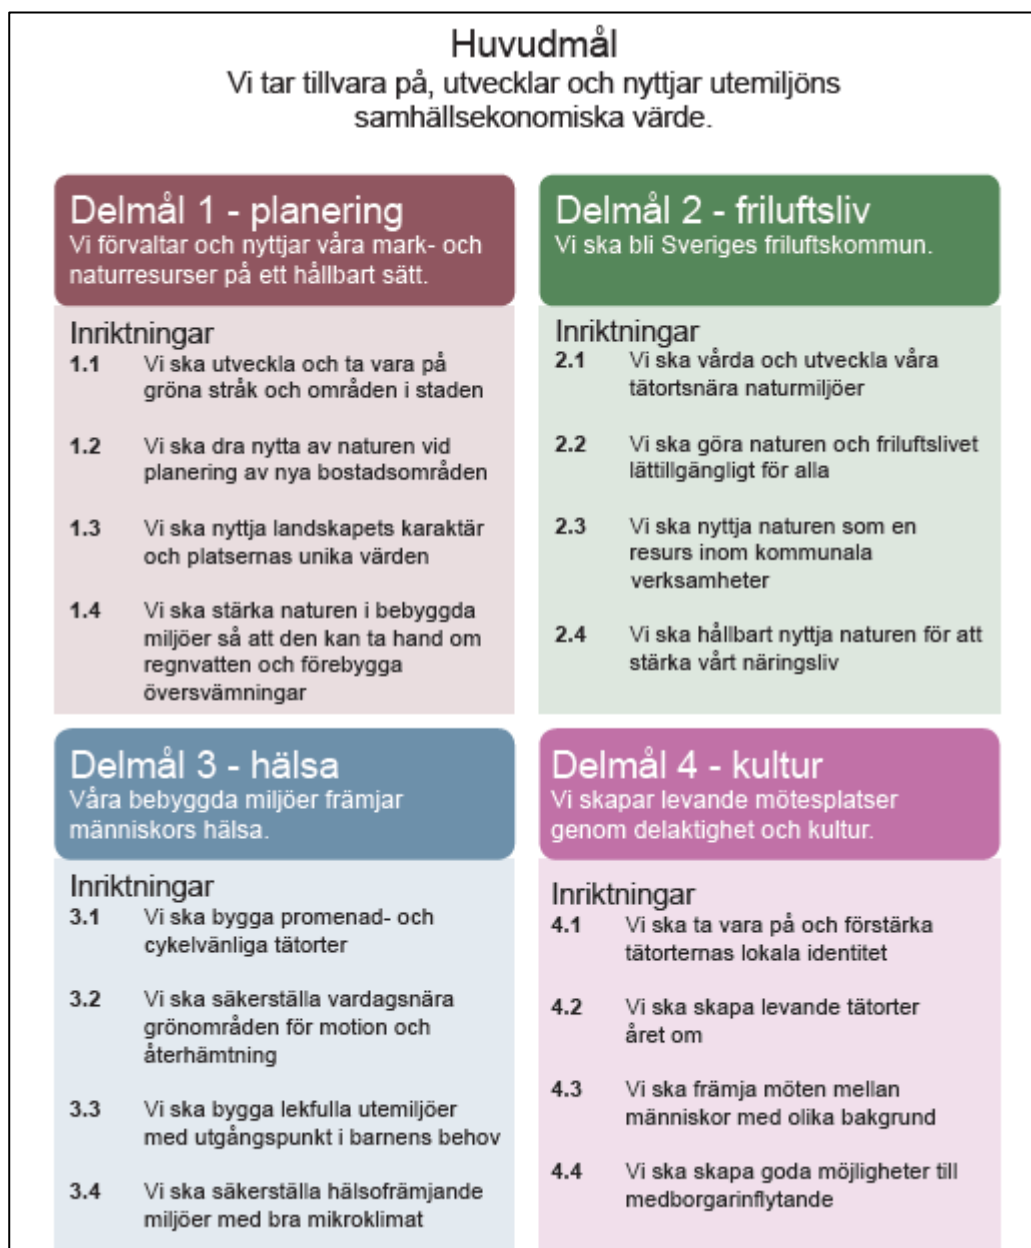 Huvudmål
Vi tar tillvara på, utvecklar och nyttjar utemiljöns
samhällsekonomiska värde.
Delmål 1 - planering
Vi förvaltar och nyttjar våra mark- och
naturresurser på ett hållbart sätt.
Inriktningar
1.1 Vi ska utveckla och ta vara på
gröna stråk och områden i staden
1.2 Vi ska dra nytta av naturen vid
planering av nya bostadsområden
1.3 Vi ska nyttja landskapets karaktär
och platsernas unika värden
1.4 Vi ska stärka naturen i bebyggda
miljöer så att den kan ta hand om
regnvatten och förebygga
översvämningar
Delmål 2 - friluftsliv
Vi ska bli Sveriges friluftskommun.
Inriktningar
2.1 Vi ska vårda och utveckla våra
tätortsnära naturmiljöer
2.2 Vi ska göra naturen och friluftslivet
lättillgängligt för alla
2.3 Vi ska nyttja naturen som en
resurs inom kommunala
verksamheter
2.4 Vi ska hållbart nyttja naturen för att
stärka vårt näringsliv
Delmål 3 - hälsa
Våra bebyggda miljöer främjar
människors hälsa.
Inriktningar
3.1 Vi ska bygga promenad- och
cykelvänliga tätorter
3.2 Vi ska säkerställa vardagsnära
grönområden för motion och
återhämtning
3.3 Vi ska bygga lekfulla utemiljöer
med utgångspunkt i barnens behov
3.4 Vi ska säkerställa hälsofrämjande
miljöer med bra mikroklimat
Delmål 4 - kultur
Vi skapar levande mötesplatser
genom delaktighet och kultur.
Inriktningar
4.1 Vi ska ta vara på och förstärka
tätorternas lokala identitet
4.2 Vi ska skapa levande tätorter
året om
4.3 Vi ska främja möten mellan
människor med olika bakgrund
4.4 Vi ska skapa goda möjligheter till
medborgarinflytande